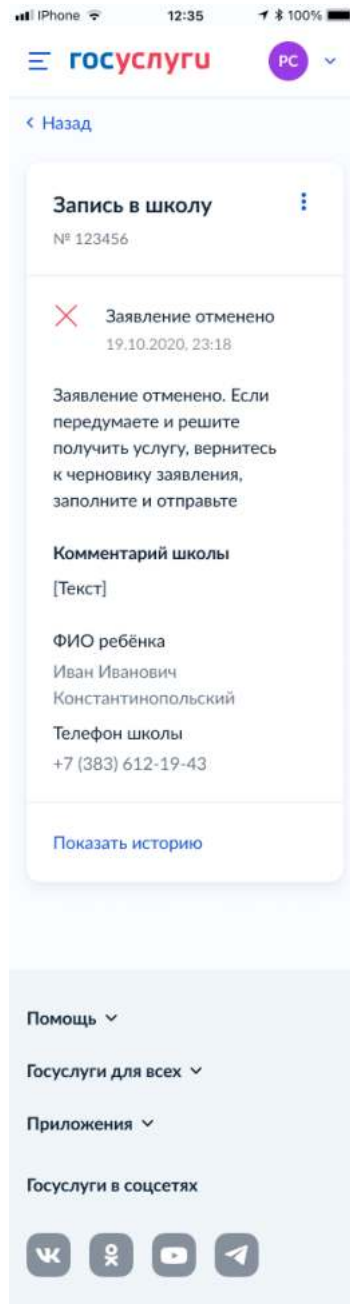 iPhone 12:35 100%
госуслуги РС
Назад
Запись в школу
№ 123456
Заявление отменено
19.10.2020, 23:18
Заявление отменено. Если
передумаете и решите
получить услугу, вернитесь
к черновику заявления,
заполните и отправьте
Комментарий школы
[Текст]
ФИО ребёнка
Иван Иванович
Константинопольский
Телефон школы
+7 (383) 612-19-43
Показать историю
Помощь
Госуслуги для всех
Приложения
Госуслуги в соцсетях